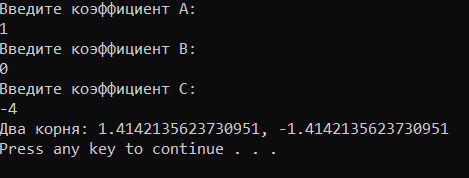 Введите коэффициент A:
1
Введите коэффициент B:
0
Введите коэффициент C:
-4
Два корня: 1.4142135623730951, -1.4142135623730951
Press any key to continue . . .